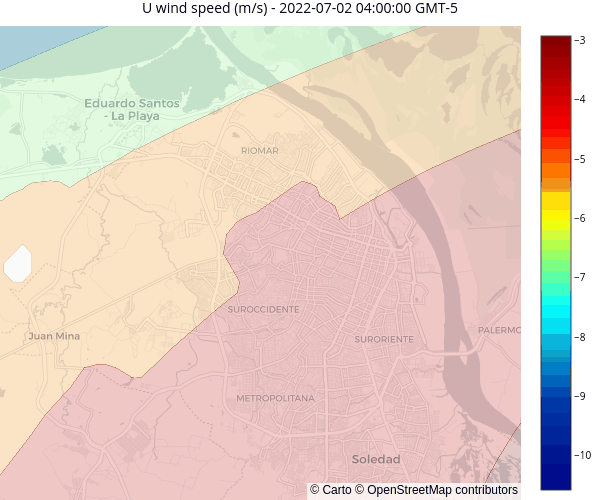 U wind speed (m/s) - 2022-07-02 04:00:00 GMT-5
Eduardo Santos
- La Playa
RIOMAR
SUROCCIDENTE
Juan Mina
SURORIENTE
PALERMO
METROPOLITANA
Soledad
© Carto © OpenStreetMap contributors
−3
−4
−5
−6
−7
−8
−9
−10